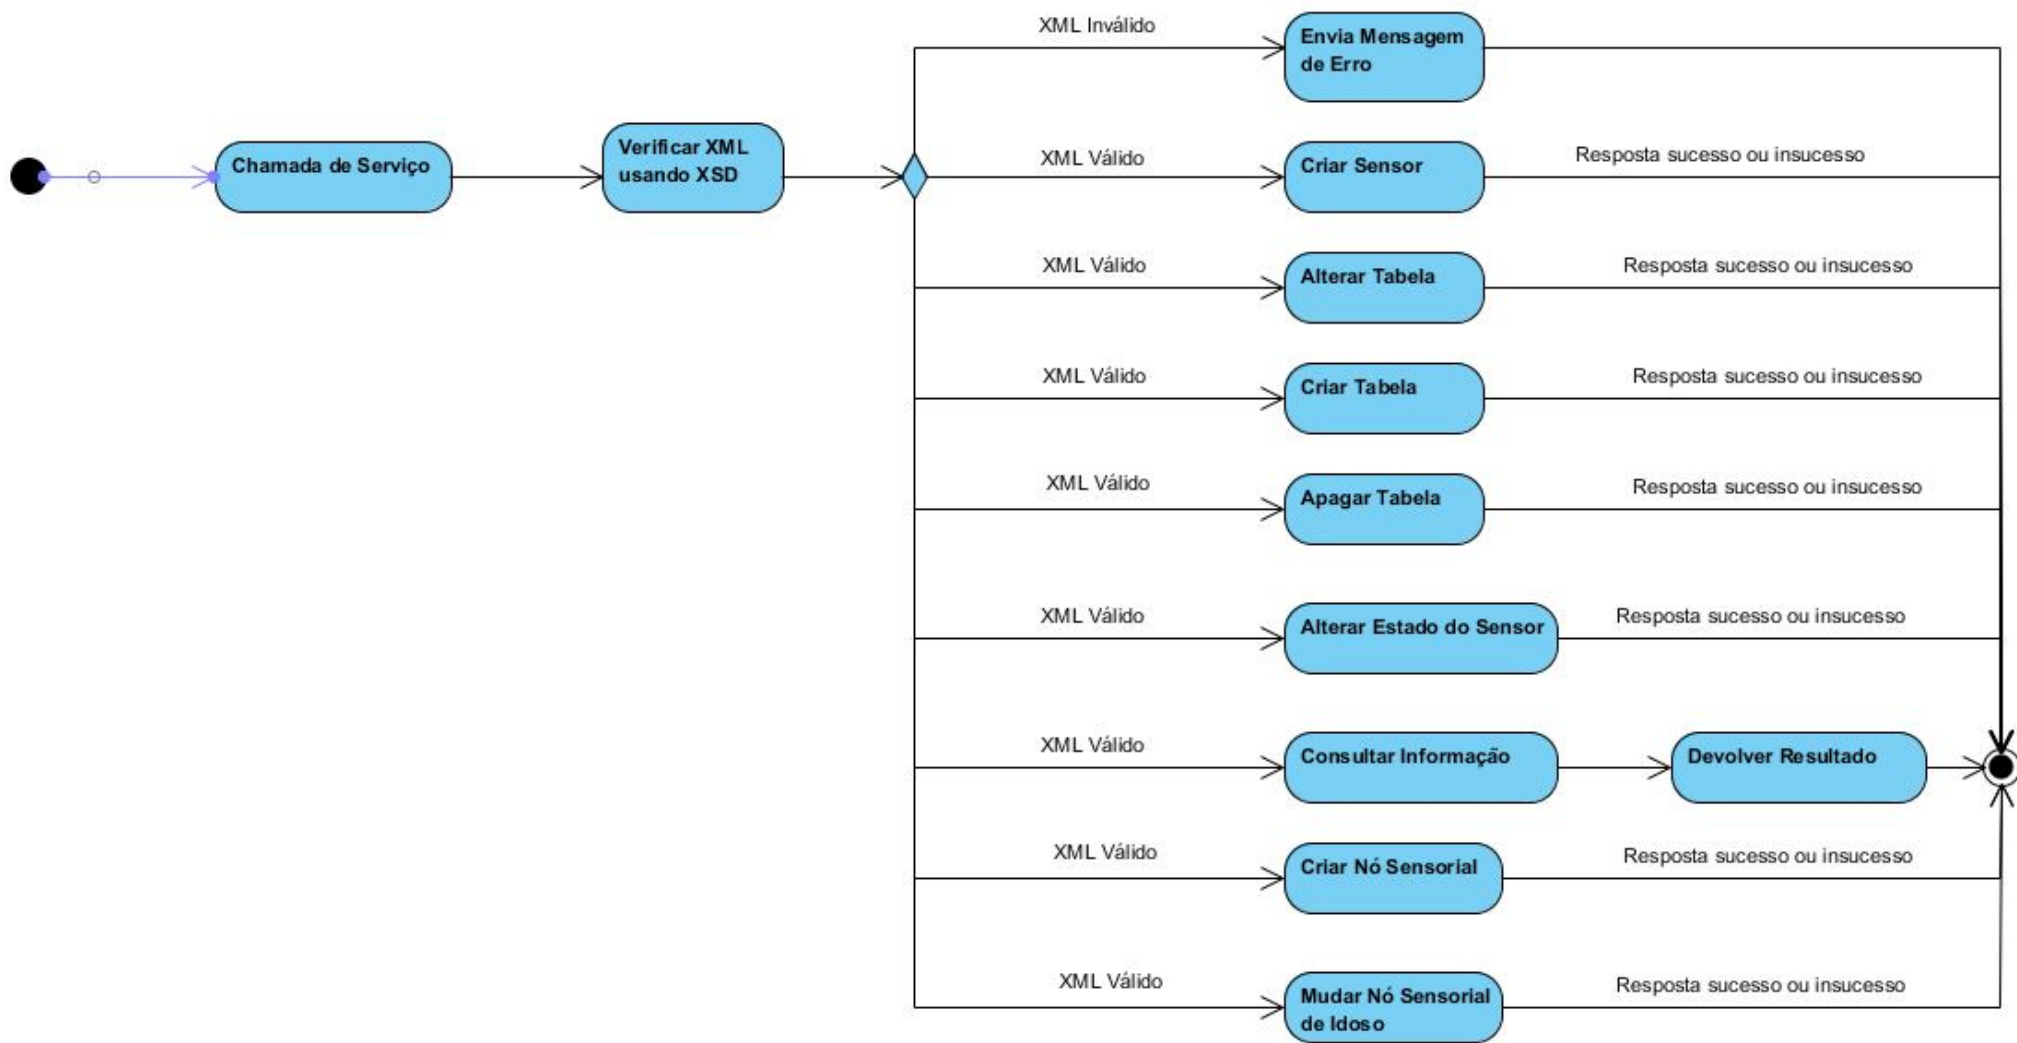 XML Inválido
Envia Mensagem
de Erro
Chamada de Serviço
Verificar XML
usando XSD
XML Válido
Criar Sensor
Resposta sucesso ou insucesso
XML Válido
Alterar Tabela
Resposta sucesso ou insucesso
XML Válido
Criar Tabela
Resposta sucesso ou insucesso
XML Válido
Apagar Tabela
Resposta sucesso ou insucesso
XML Válido
Alterar Estado do Sensor
Resposta sucesso ou insucesso
XML Válido
Consultar Informação
Devolver Resultado
XML Válido
Criar Nó Sensorial
Resposta sucesso ou insucesso
XML Válido
Mudar Nó Sensorial
de Idoso
Resposta sucesso ou insucesso